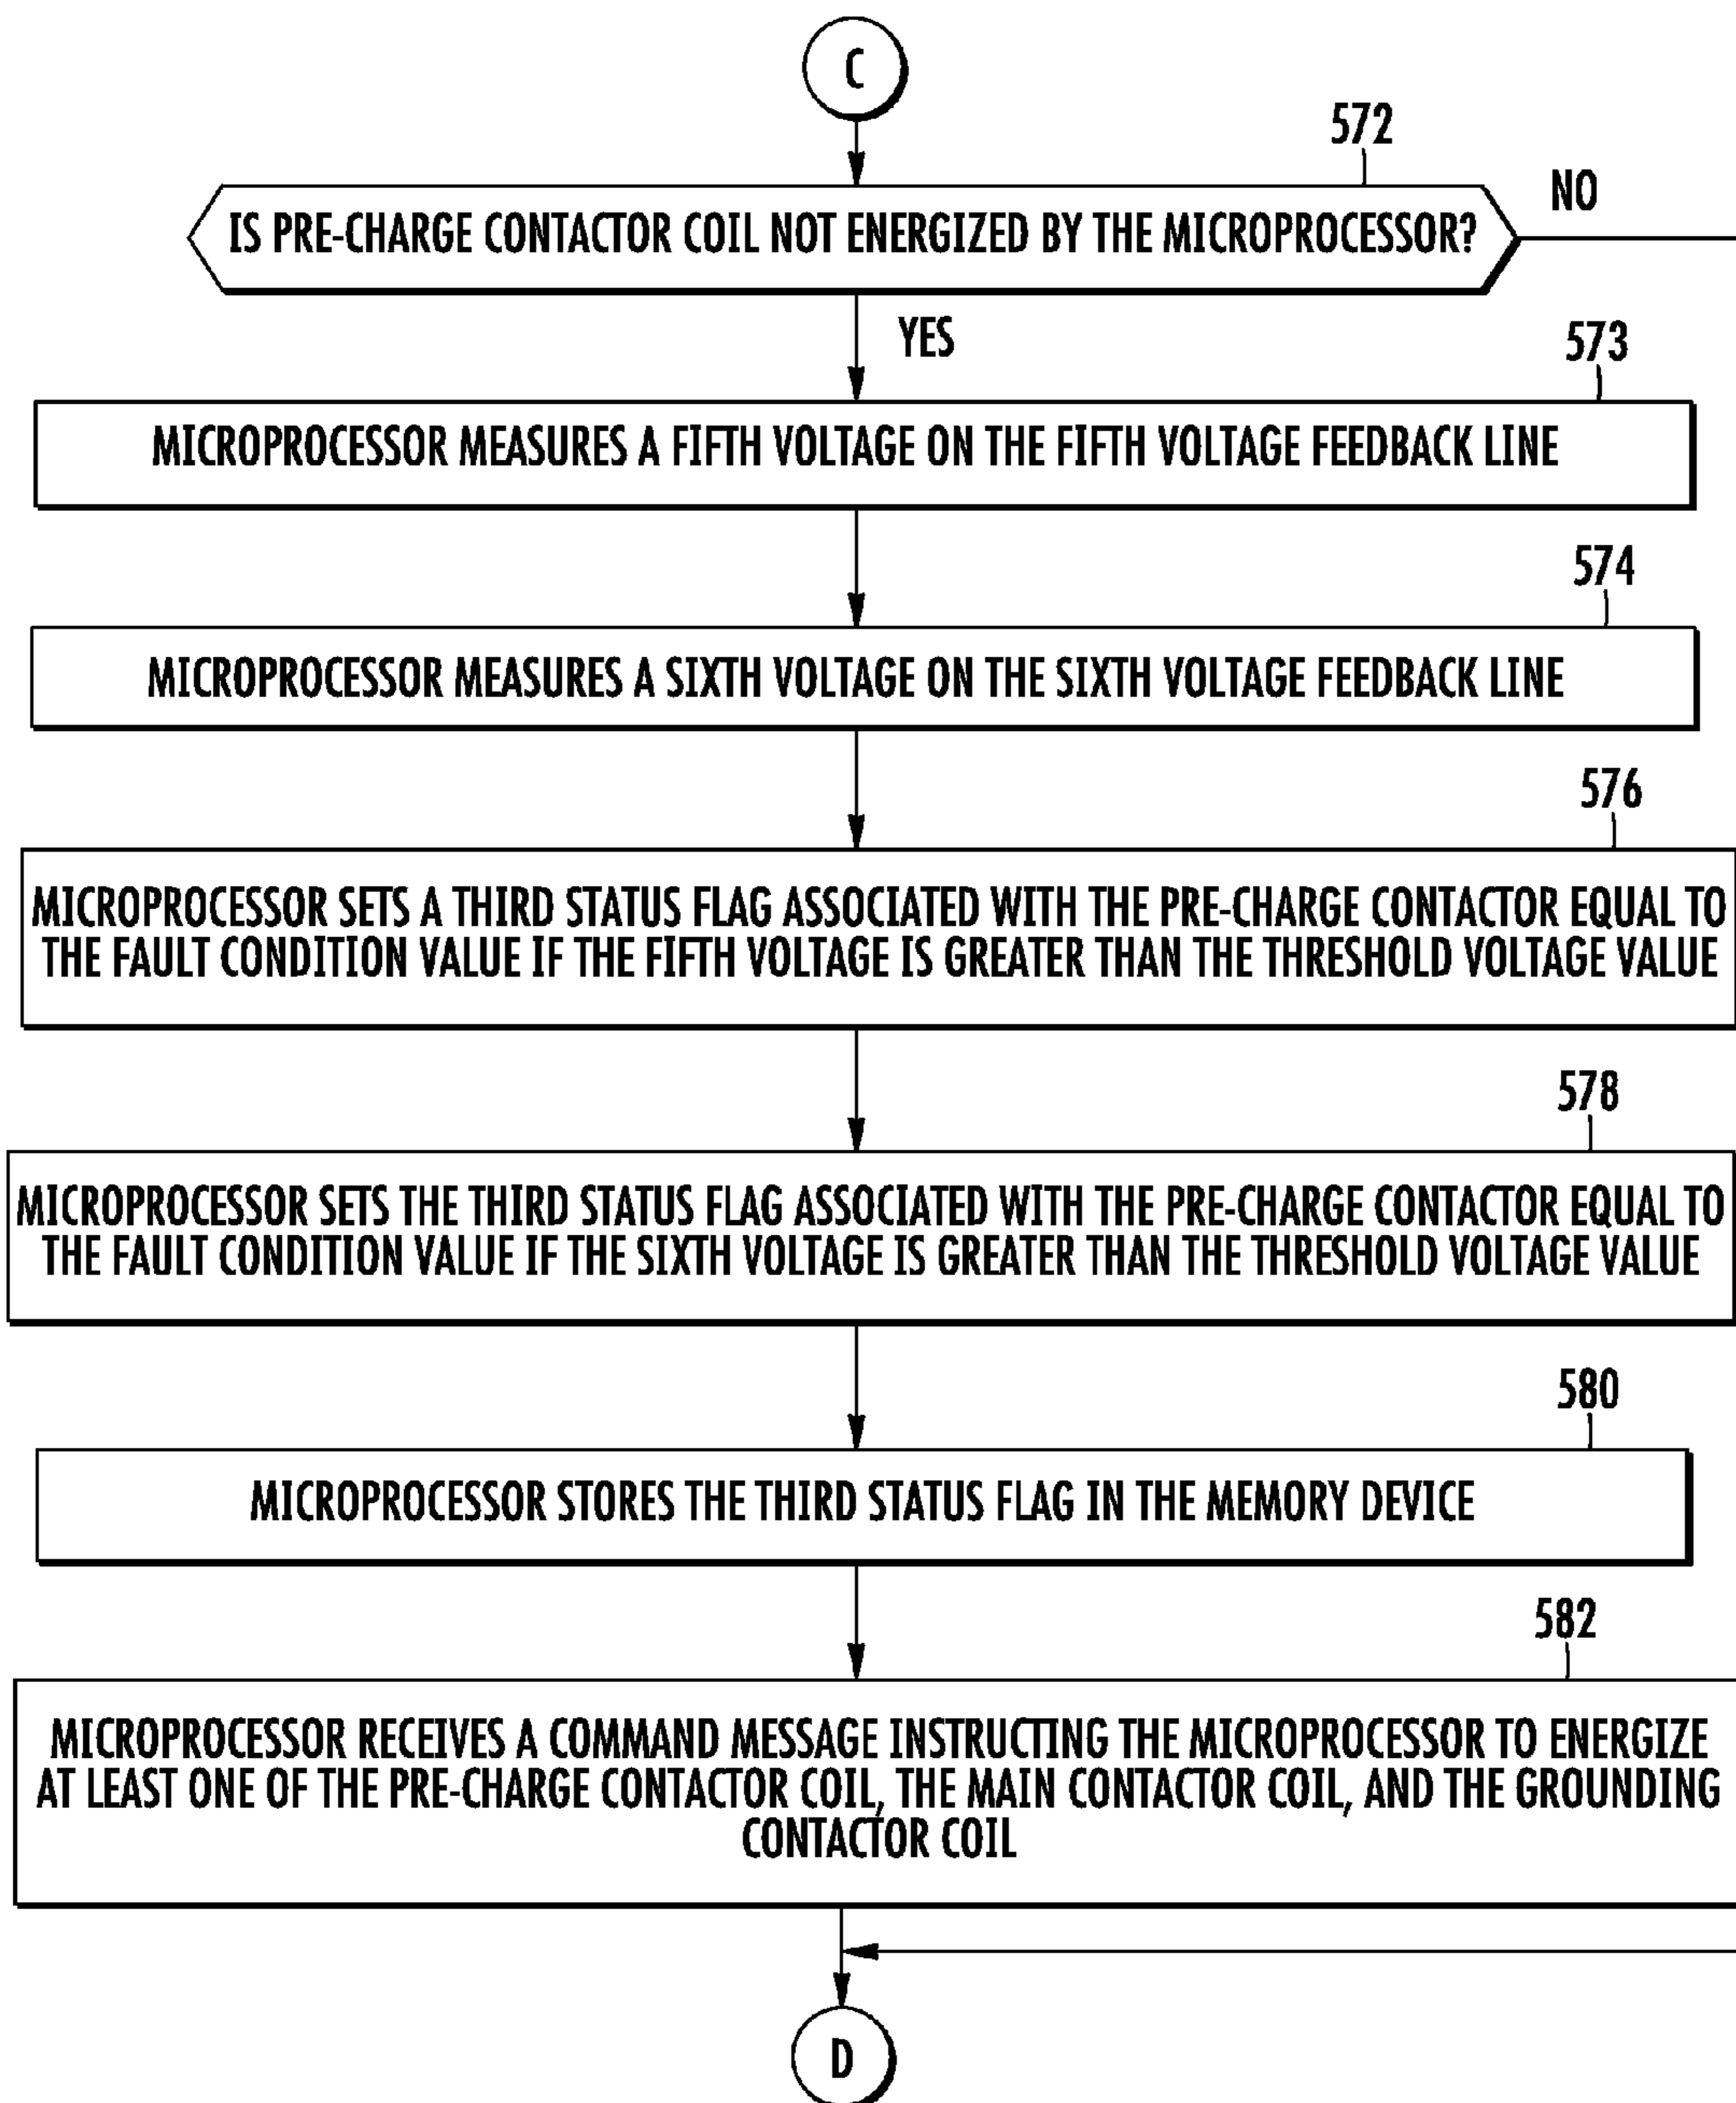 C
572
IS PRE-CHARGE CONTACTOR COIL NOT ENERGIZED BY THE MICROPROCESSOR?
NO
YES
573
MICROPROCESSOR MEASURES A FIFTH VOLTAGE ON THE FIFTH VOLTAGE FEEDBACK LINE
574
MICROPROCESSOR MEASURES A SIXTH VOLTAGE ON THE SIXTH VOLTAGE FEEDBACK LINE
576
MICROPROCESSOR SETS A THIRD STATUS FLAG ASSOCIATED WITH THE PRE-CHARGE CONTACTOR EQUAL TO
THE FAULT CONDITION VALUE IF THE FIFTH VOLTAGE IS GREATER THAN THE THRESHOLD VOLTAGE VALUE
578
MICROPROCESSOR SETS THE THIRD STATUS FLAG ASSOCIATED WITH THE PRE-CHARGE CONTACTOR EQUAL TO
THE FAULT CONDITION VALUE IF THE SIXTH VOLTAGE IS GREATER THAN THE THRESHOLD VOLTAGE VALUE
580
MICROPROCESSOR STORES THE THIRD STATUS FLAG IN THE MEMORY DEVICE
582
MICROPROCESSOR RECEIVES A COMMAND MESSAGE INSTRUCTING THE MICROPROCESSOR TO ENERGIZE
AT LEAST ONE OF THE PRE-CHARGE CONTACTOR COIL, THE MAIN CONTACTOR COIL, AND THE GROUNDING
CONTACTOR COIL
D